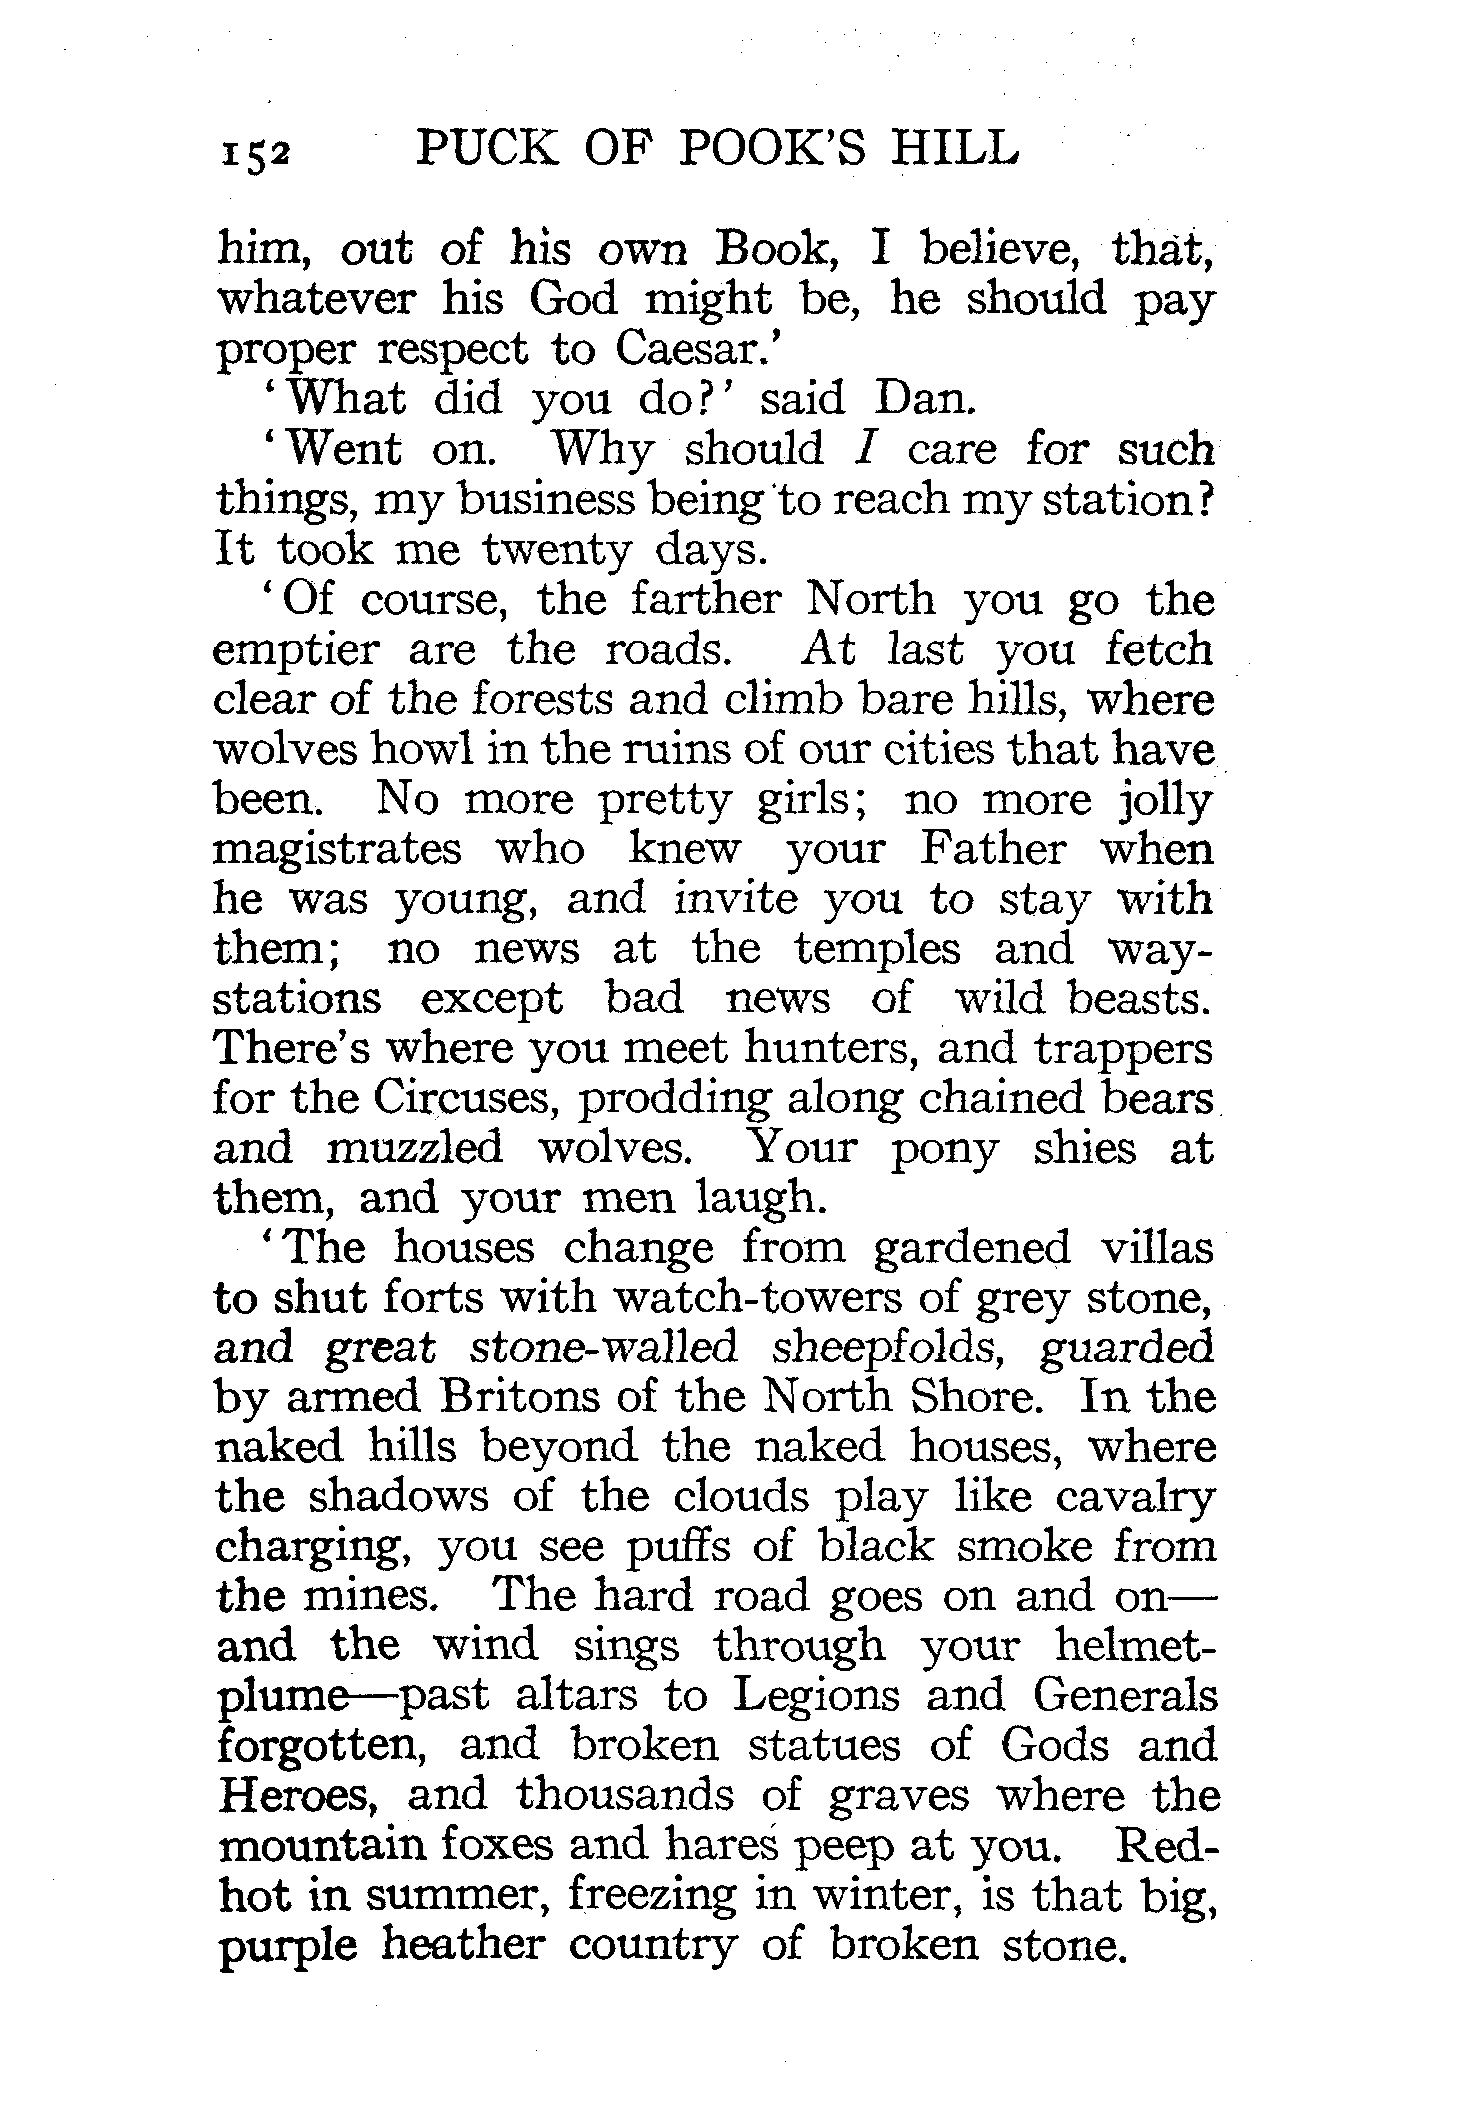 152 PUCK OF POOK'S HILL
him, out of his own Book, I believe, that,
whatever his God might be, he should pay
proper respect to Caesar.'
‘What did you do?’ said Dan.
‘Went on. Why should I care for such
things, my business being to reach my station?
It took me twenty days.
‘Of course, the farther North you go the
emptier are the roads. At last you fetch
clear of the forests and climb bare hills, where
wolves howl in the ruins of our cities that have
been. No more pretty girls; no more jolly
magistrates who knew your Father when
he was young, and invite you to stay with
them; no news at the temples and way-
stations except bad news of wild beasts.
There's where you meet hunters, and trappers
for the Circuses, prodding along chained bears
and muzzled wolves. Your pony shies at
them, and your men laugh.
‘The houses change from gardened villas
to shut forts with watch-towers of grey stone,
and great stone-walled sheepfolds, guarded
by armed Britons of the North Shore. In the
naked hills beyond the naked houses, where
the shadows of the clouds play like cavalry
charging, you see puffs of black smoke from
the mines. The hard road goes on and on—
and the wind sings through your helmet-
plume—past altars to Legions and Generals
forgotten, and broken statues of Gods and
Heroes, and thousands of graves where the
mountain foxes and hares peep at you. Red-
hot in summer, freezing in winter, is that big,
purple heather country of broken stone.